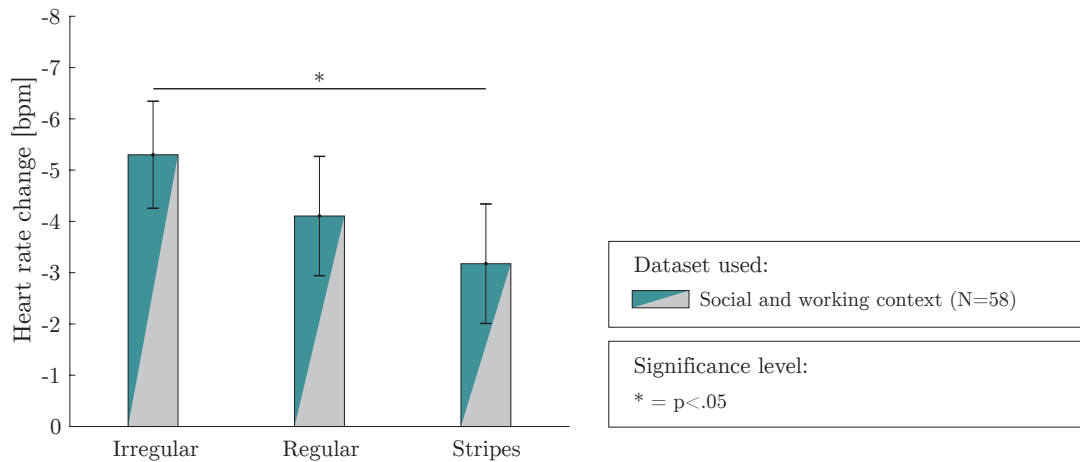 -8
-7
-6
-5
-4
-3
-2
-1
0
Heart rate change [bpm]
*
Irregular
Regular
Stripes
Dataset used:
Social and working context (N=58)
Significance level:
* = p<.05